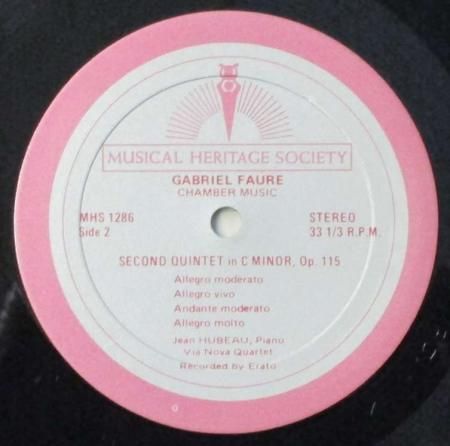 MUSICAL HERITAGE SOCIETY
GABRIEL FAURE
CHAMBER MUSIC
MHS 1286
STEREO
Side 2
33 1/3 R.P.M.
SECOND QUINTET in C MINOR, Op. 115
Allegro moderato
Allegro vivo
Andante moderato
Allegro molto
Jean HUBEAU, Piano
Via Nova Quartet
Recorded by Erato